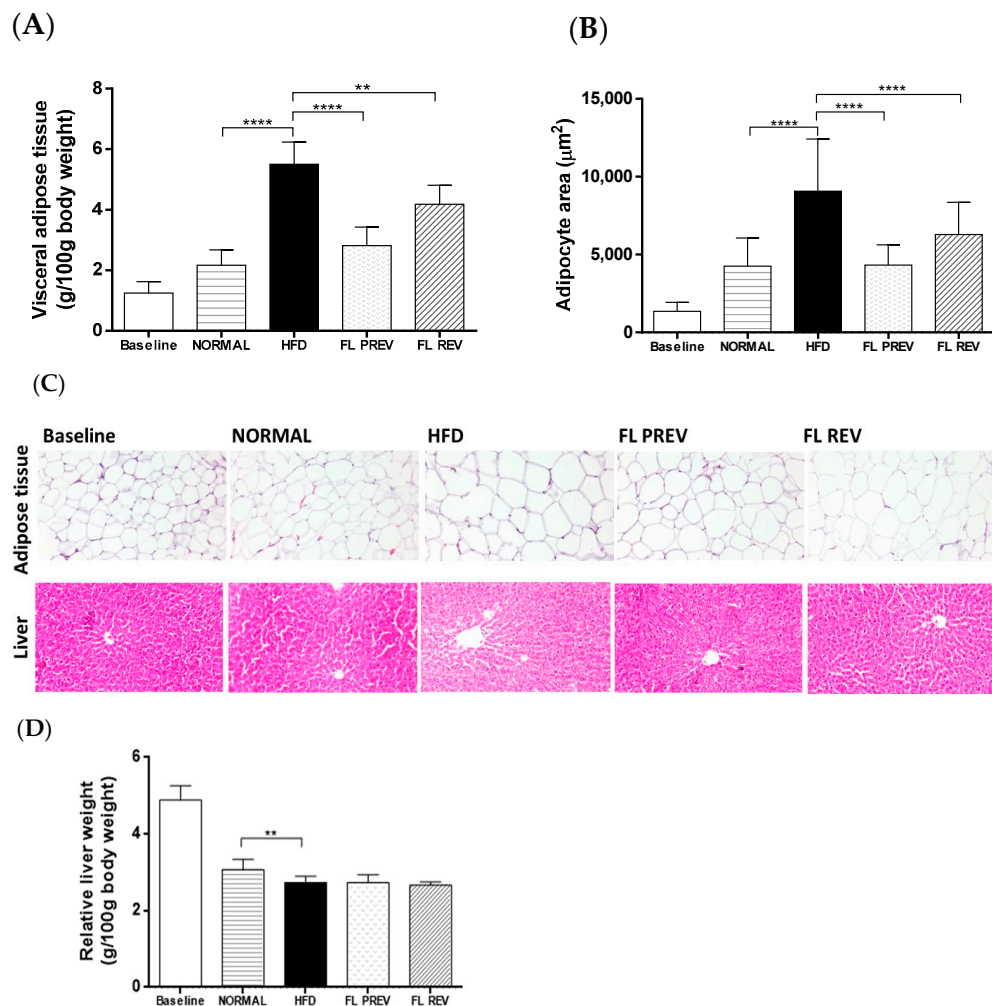 (A)
(B)
Visceral adipose tissue
(g/100g body weight)
8
6
4
2
0
**
****
****
Baseline NORMAL HFD FL PREV FL REV
Adipocyte area (μm²)
15,000
10,000
5,000
0
****
****
****
Baseline NORMAL HFD FL PREV FL REV
(C)
Baseline NORMAL HFD FL PREV FL REV
Adipose tissue
Liver
(D)
Relative liver weight
(g/100g body weight)
6
4
2
0
**
Baseline NORMAL HFD FL PREV FL REV